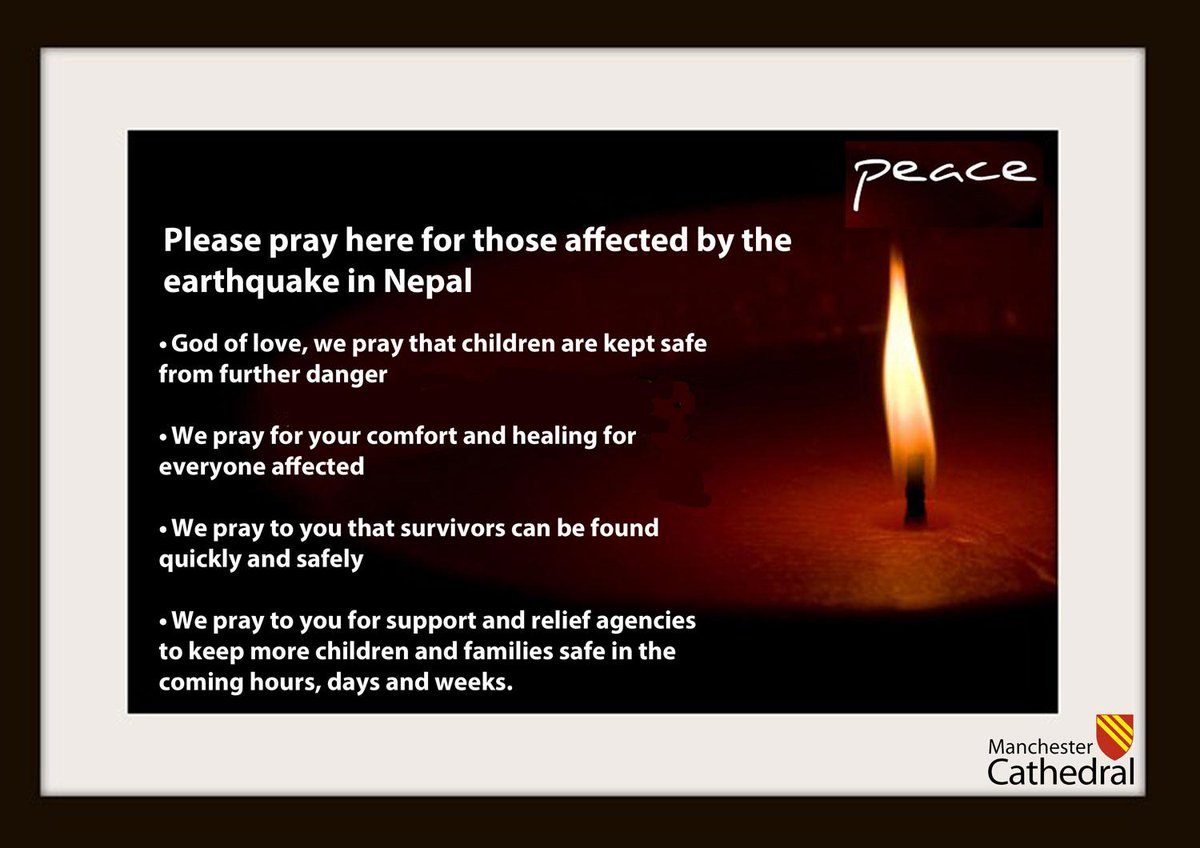 peace
Please pray here for those affected by the
earthquake in Nepal
• God of love, we pray that children are kept safe
from further danger
• We pray for your comfort and healing for
everyone affected
• We pray to you that survivors can be found
quickly and safely
• We pray to you for support and relief agencies
to keep more children and families safe in the
coming hours, days and weeks.
Manchester
Cathedral